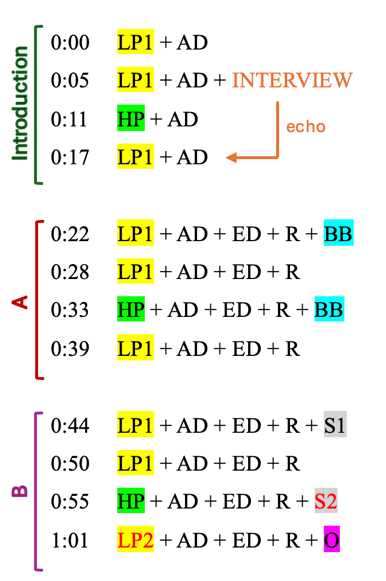 Introduction
0:00 LP1 + AD
0:05 LP1 + AD + INTERVIEW
0:11 HP + AD
echo
0:17 LP1 + AD
A
0:22 LP1 + AD + ED + R + BB
0:28 LP1 + AD + ED + R
0:33 HP + AD + ED + R + BB
0:39 LP1 + AD + ED + R
B
0:44 LP1 + AD + ED + R + S1
0:50 LP1 + AD + ED + R
0:55 HP + AD + ED + R + S2
1:01 LP2 + AD + ED + R + O